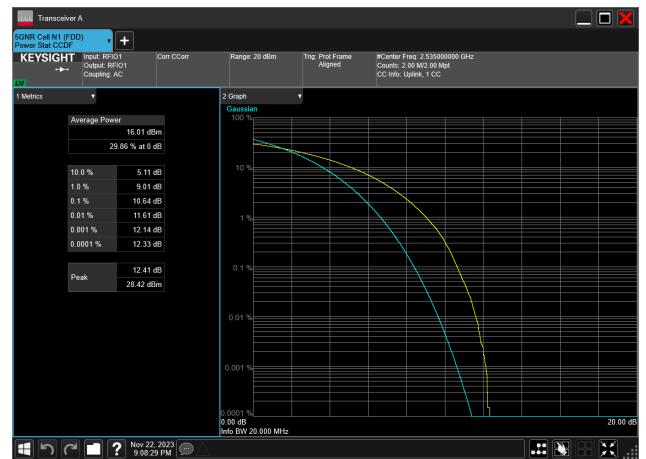 Transceiver A
5GNR Cell N1 (FDD)
Power Stat CCDF
KEYSIGHT
LXI
Input: RFIO1
Output: RFIO1
Coupling: AC
Corr CCorr
Range: 20 dBm
Trig: Prot Frame
Aligned
#Center Freq: 2.535000000 GHz
Counts: 2.00 M/2.00 Mpt
CC Info: Uplink, 1 CC
1 Metrics
Average Power
16.01 dBm
29.86 % at 0 dB
10.0 % 5.11 dB
1.0 % 9.01 dB
0.1 % 10.64 dB
0.01 % 11.61 dB
0.001 % 12.14 dB
0.0001 % 12.33 dB
Peak
12.41 dB
28.42 dBm
2 Graph
Gaussian
100 %
10 %
1 %
0.1 %
0.01 %
0.001 %
0.0001 %
0.00 dB 20.00 dB
Info BW 20.000 MHz
Nov 22, 2023
9:08:29 PM